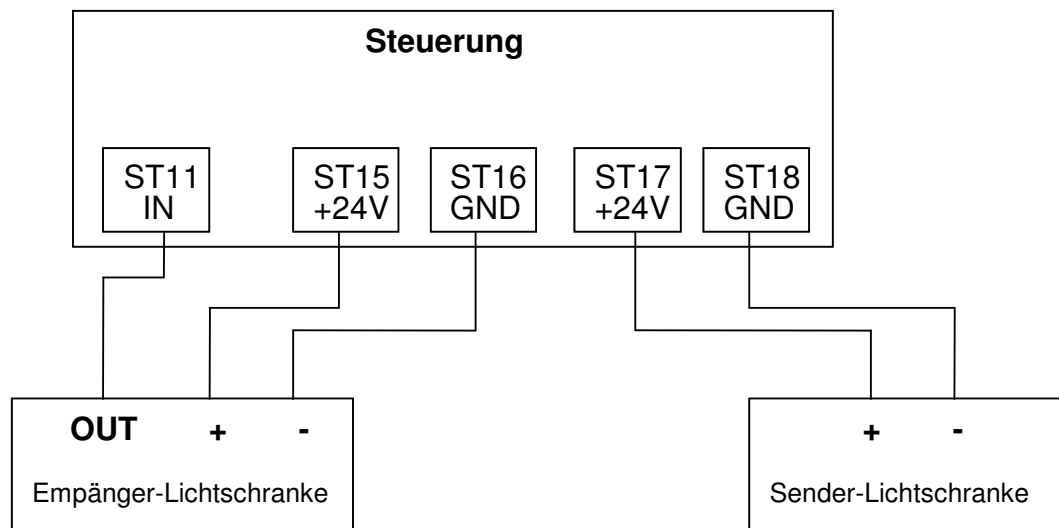 Steuerung
ST11 ST15 ST16 ST17 ST18
IN +24V GND +24V GND
OUT + - + -
Empänger-Lichtschranke Sender-Lichtschranke